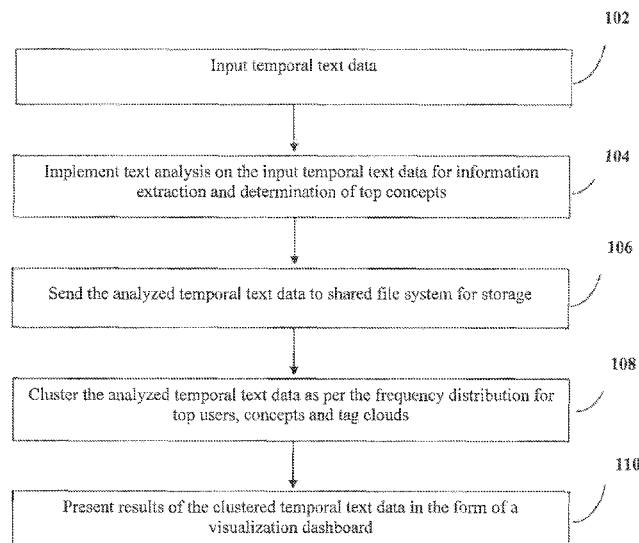 102
Input temporal text data
104
Implement text analysis on the input temporal text data for information
extraction and determination of top concepts
106
Send the analyzed temporal text data to shared file system for storage
108
Cluster the analyzed temporal text data as per the frequency distribution for
top users, concepts and tag clouds
110
Present results of the clustered temporal text data in the form of a
visualization dashboard